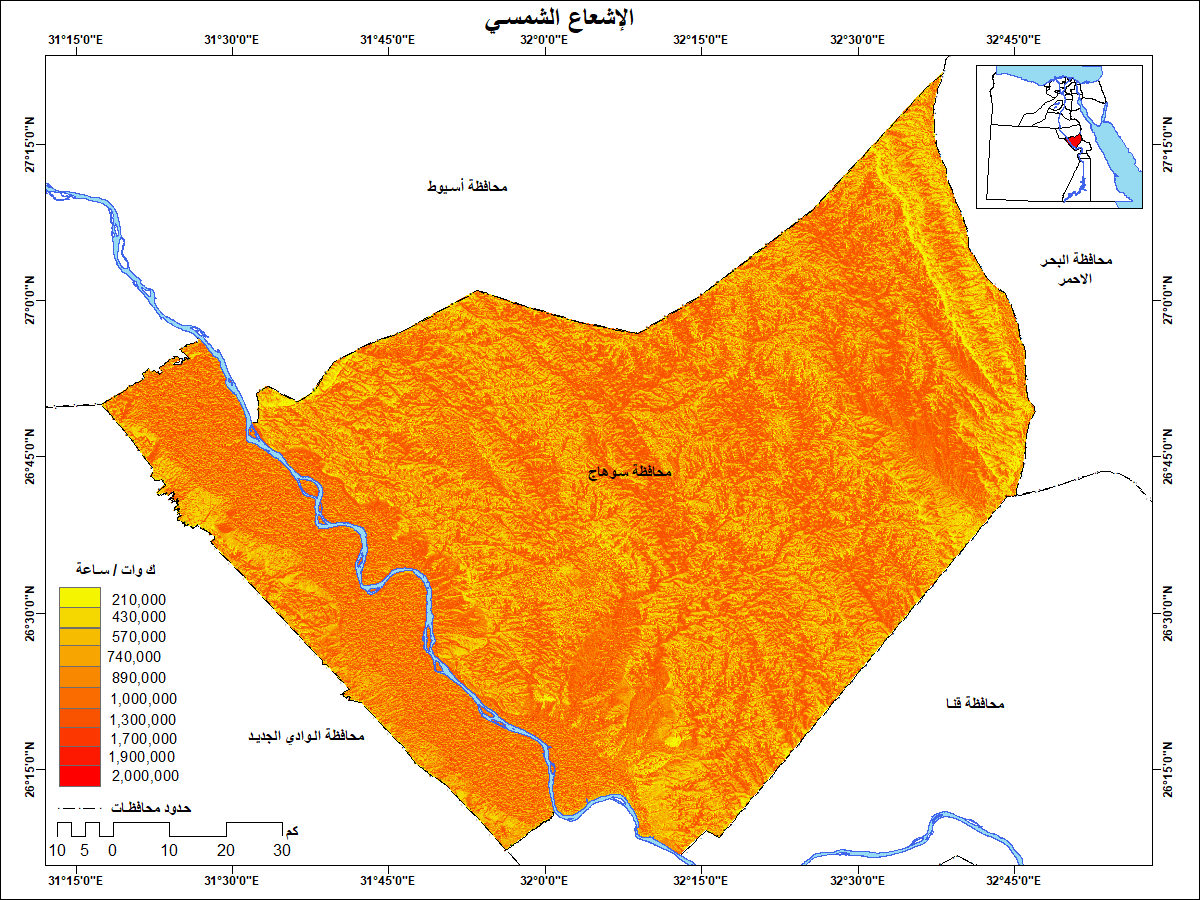 الإشعاع الشمسي
31°15'0"E 31°30'0"E 31°45'0"E 32°0'0"E 32°15'0"E 32°30'0"E 32°45'0"E
27°15'0"N
27°15'0"N
محافظة أسيوط
محافظة البحر
الاحمر
27°0'0"N
27°0'0"N
26°45'0"N
26°45'0"N
محافظة سوهاج
ك وات / ساعة
210,000
430,000
570,000
740,000
890,000
1,000,000
1,300,000
1,700,000
1,900,000
2,000,000
26°30'0"N
26°30'0"N
محافظة قنا
محافظة الوادي الجديد
26°15'0"N
26°15'0"N
حدود محافظات
كم
10 5 0 10 20 30
31°15'0"E 31°30'0"E 31°45'0"E 32°0'0"E 32°15'0"E 32°30'0"E 32°45'0"E